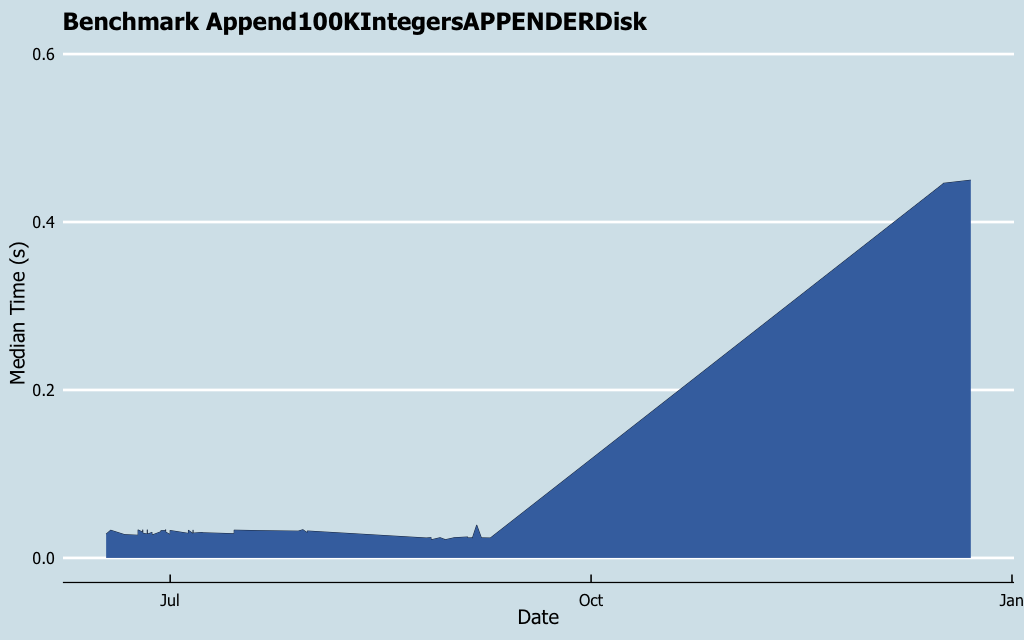 Benchmark Append100KIntegersAPPENDERDisk
0.6
0.4
0.2
0.0
Median Time (s)
Jul
Oct
Jan
Date